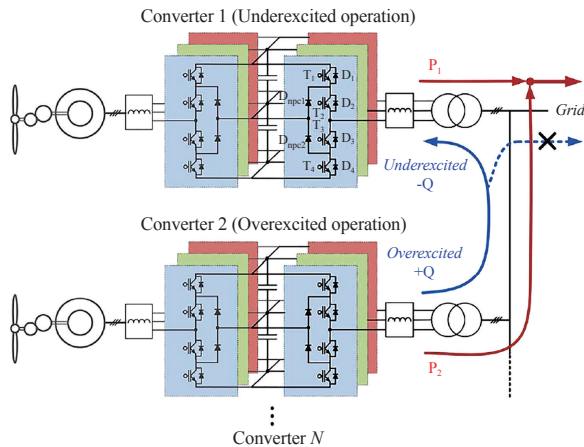 Converter 1 (Underexcited operation)
T1
D1
Dnpc1
D2
T2
T3
Dnpc2
D3
T4
D4
P1
Grid
Underexcited
-Q
Converter 2 (Overexcited operation)
Overexcited
+Q
P2
Converter N